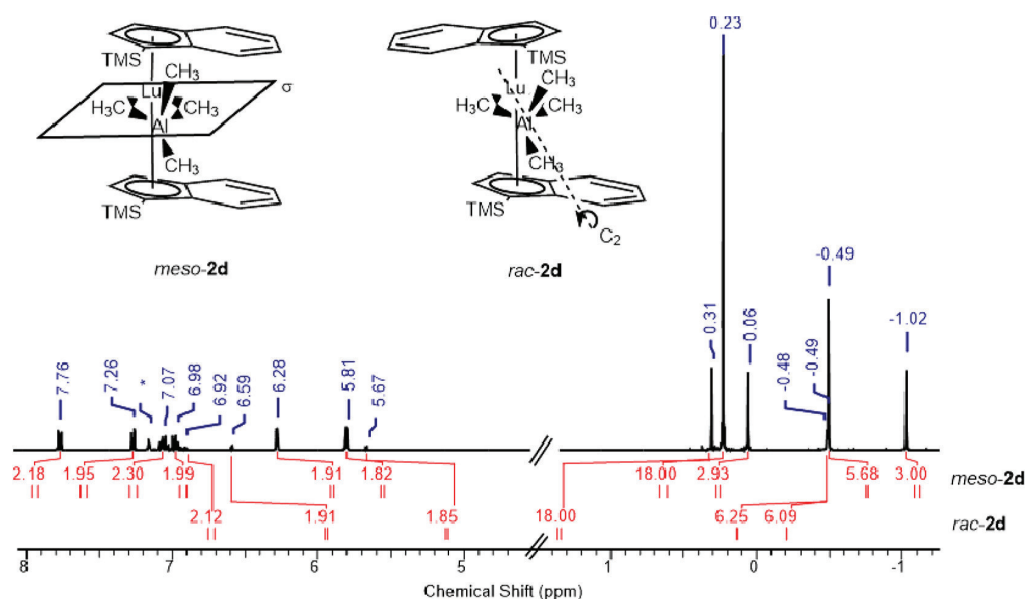 TMS
CH3
Lu
H3C
CH3
Al
CH3
TMS
σ
meso-2d
TMS
CH3
Lu
H3C
CH3
Al
CH3
TMS
C2
rac-2d
7.76
7.26
*
7.07
6.98
6.92
6.59
6.28
5.81
5.67
0.31
0.23
0.06
-0.48
-0.49
-0.49
-1.02
2.18 1.95 2.30 1.99 1.91 1.82 18.00 2.93 5.68 3.00 meso-2d
2.12 1.91 1.85 18.00 6.25 6.09 rac-2d
8 7 6 5 1 0 -1
Chemical Shift (ppm)